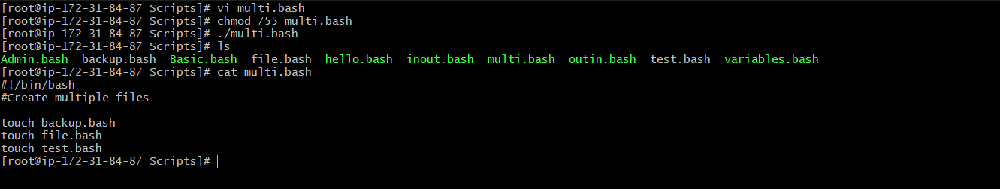 [root@ip-172-31-84-87 Scripts]# vi multi.bash
[root@ip-172-31-84-87 Scripts]# chmod 755 multi.bash
[root@ip-172-31-84-87 Scripts]# ./multi.bash
[root@ip-172-31-84-87 Scripts]# ls
Admin.bash  backup.bash  Basic.bash  file.bash  hello.bash  inout.bash  multi.bash  outin.bash  test.bash  variables.bash
[root@ip-172-31-84-87 Scripts]# cat multi.bash
#!/bin/bash
#Create multiple files

touch backup.bash
touch file.bash
touch test.bash
[root@ip-172-31-84-87 Scripts]#